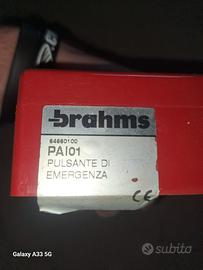 brahms
64660100
PAI01
PULSANTE DI
EMERGENZA
CE
Galaxy A33 5G
subito